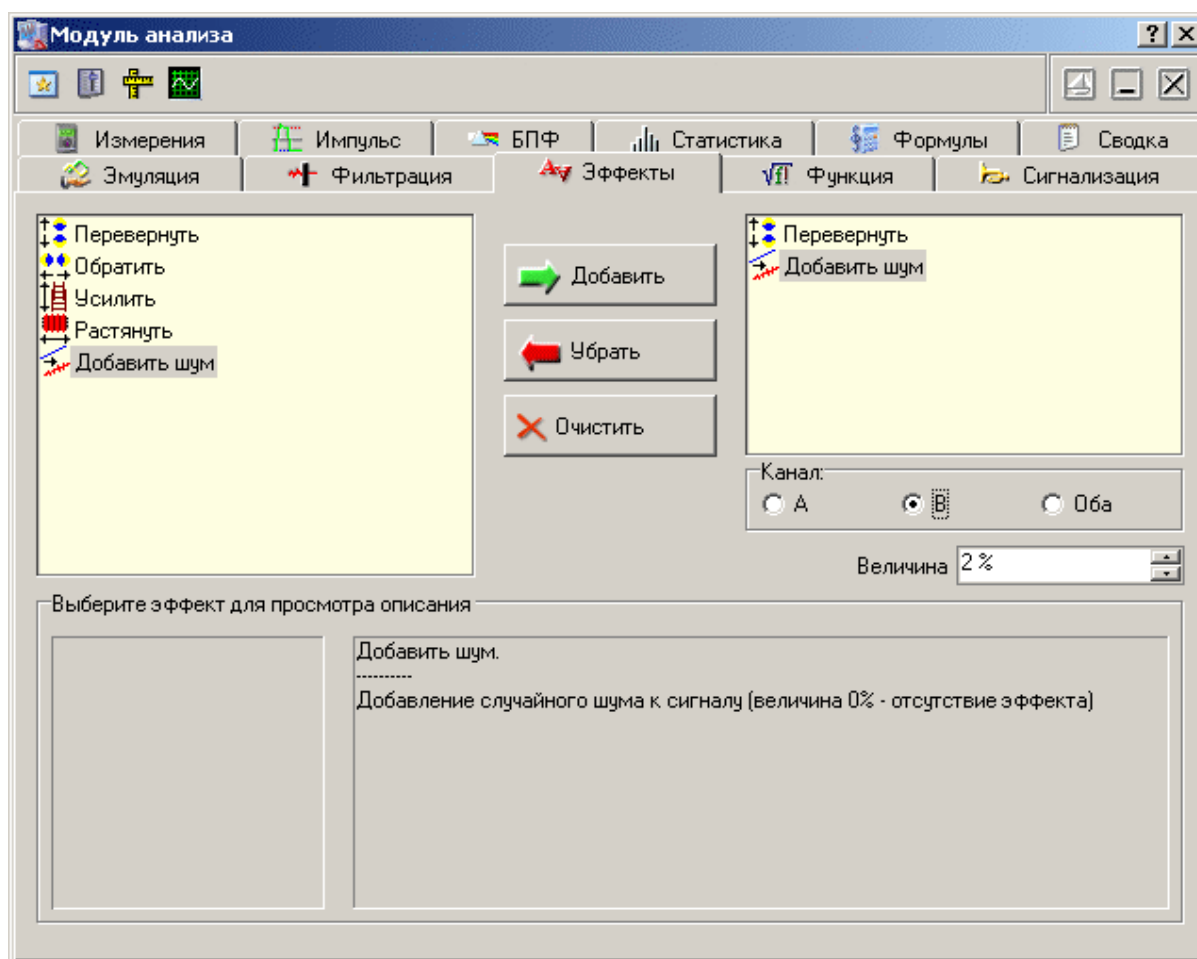 Модуль анализа
Измерения
Импульс
БПФ
Статистика
Формулы
Сводка
Эмуляция
Фильтрация
Эффекты
Функция
Сигнализация
Перевернуть
Обратить
Усилить
Растянуть
Добавить шум
Добавить
Убрать
Очистить
Перевернуть
Добавить шум
Канал:
A
B
Оба
Величина 2 %
Выберите эффект для просмотра описания
Добавить шум.
----------
Добавление случайного шума к сигналу (величина 0% - отсутствие эффекта)